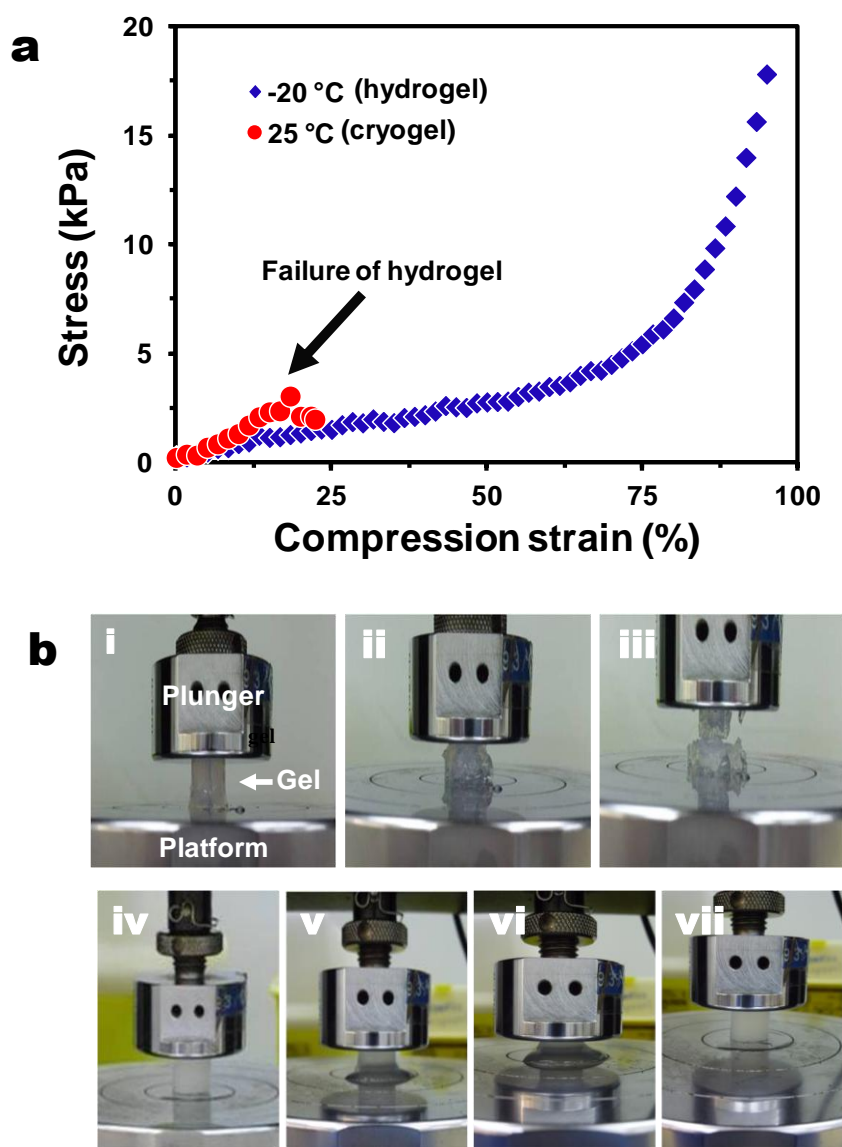 a
20
15
10
5
0
Stress (kPa)
-20 °C (hydrogel)
25 °C (cryogel)
Failure of hydrogel
0 25 50 75 100
Compression strain (%)
b
i
Plunger
gel
Gel
Platform
ii
iii
iv
v
vi
vii